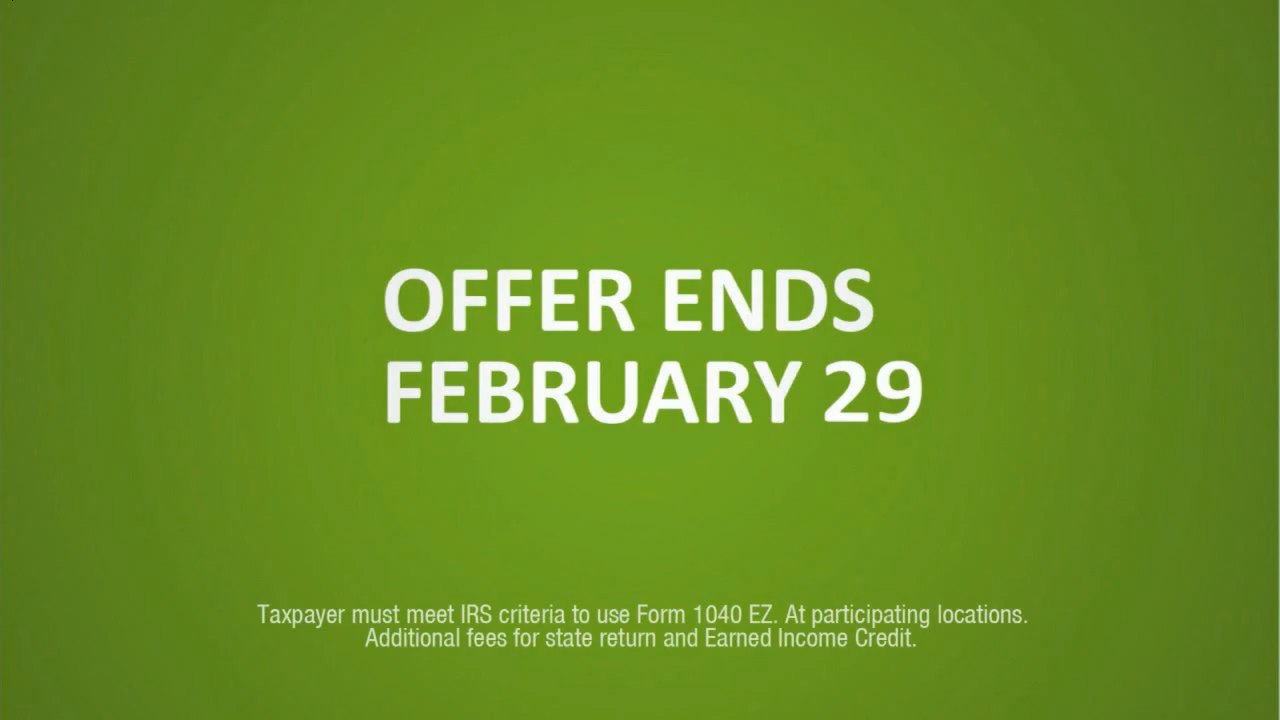 OFFER ENDS
FEBRUARY 29
Taxpayer must meet IRS criteria to use Form 1040 EZ. At participating locations.
Additional fees for state return and Earned Income Credit.